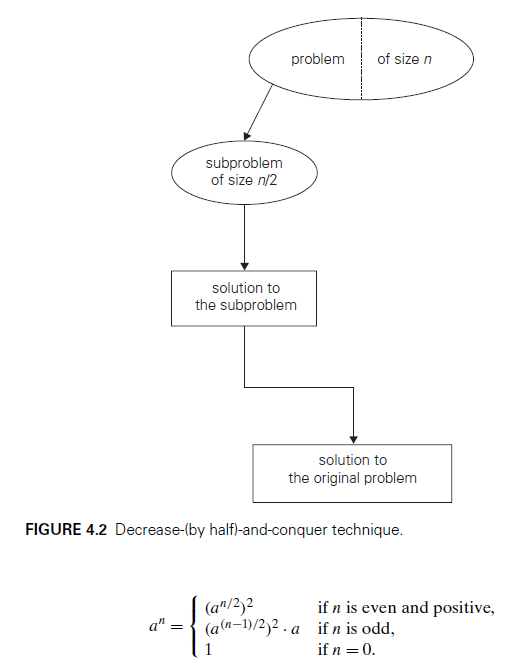 problem of size n
subproblem
of size n/2
solution to
the subproblem
solution to
the original problem
FIGURE 4.2 Decrease-(by half)-and-conquer technique.
(a^{n/2})^2 if n is even and positive,
a^n = { (a^{(n−1)/2})^2 · a if n is odd,
1 if n = 0.